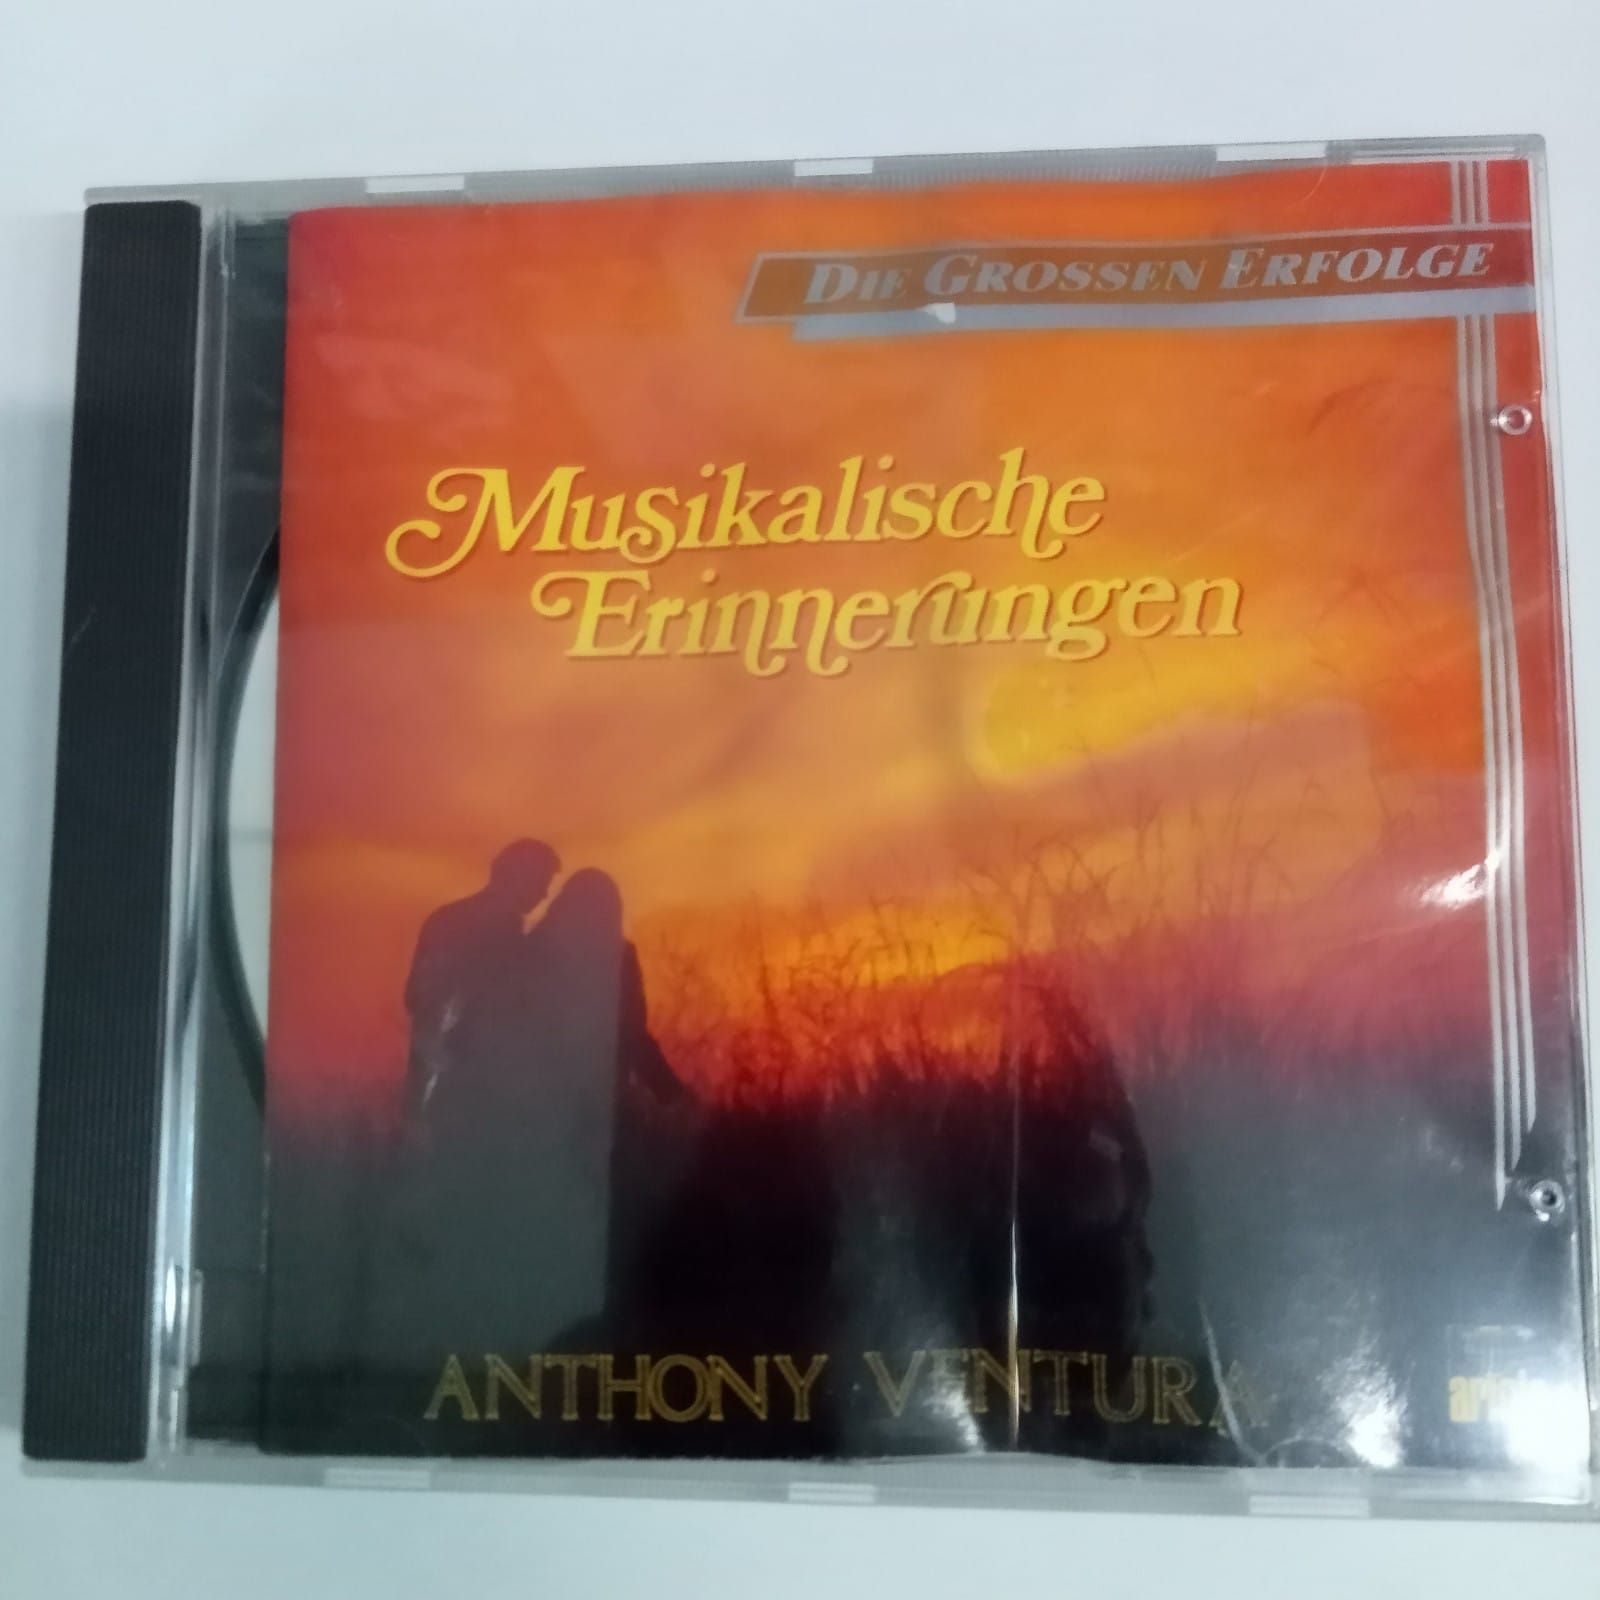 DIE GROSSEN ERFOLGE
Musikalische
Erinnerungen
ANTHONY VENTURA